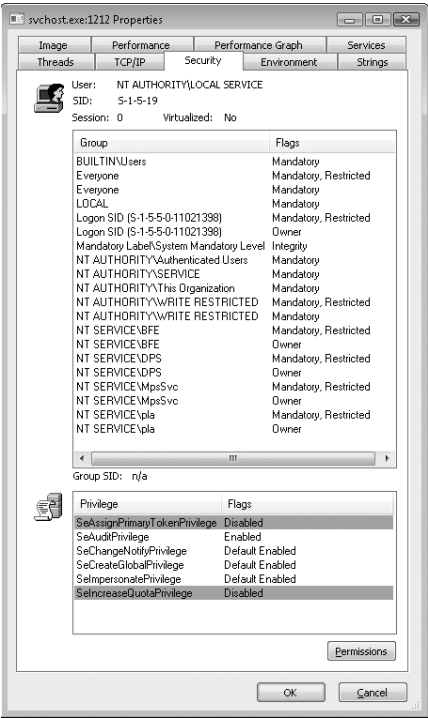 svchost.exe:1212 Properties
Image Performance Performance Graph Services
Threads TCP/IP Security Environment Strings
User: NT AUTHORITY\LOCAL SERVICE
SID: S-1-5-19
Session: 0 Virtualized: No
Group Flags
BUILTIN\Users Mandatory
Everyone Mandatory, Restricted
Everyone Mandatory
LOCAL Mandatory
Logon SID (S-1-5-5-0-11021398) Mandatory, Restricted
Logon SID (S-1-5-5-0-11021398) Owner
Mandatory Label\System Mandatory Level Integrity
NT AUTHORITY\Authenticated Users Mandatory
NT AUTHORITY\SERVICE Mandatory
NT AUTHORITY\This Organization Mandatory
NT AUTHORITY\WRITE RESTRICTED Mandatory, Restricted
NT AUTHORITY\WRITE RESTRICTED Mandatory
NT SERVICE\BFE Mandatory, Restricted
NT SERVICE\BFE Owner
NT SERVICE\DPS Mandatory, Restricted
NT SERVICE\DPS Owner
NT SERVICE\MpsSvc Mandatory, Restricted
NT SERVICE\MpsSvc Owner
NT SERVICE\pla Mandatory, Restricted
NT SERVICE\pla Owner
Group SID: n/a
Privilege Flags
SeAssignPrimaryTokenPrivilege Disabled
SeAuditPrivilege Enabled
SeChangeNotifyPrivilege Default Enabled
SeCreateGlobalPrivilege Default Enabled
SeImpersonatePrivilege Default Enabled
SeIncreaseQuotaPrivilege Disabled
Permissions
OK Cancel